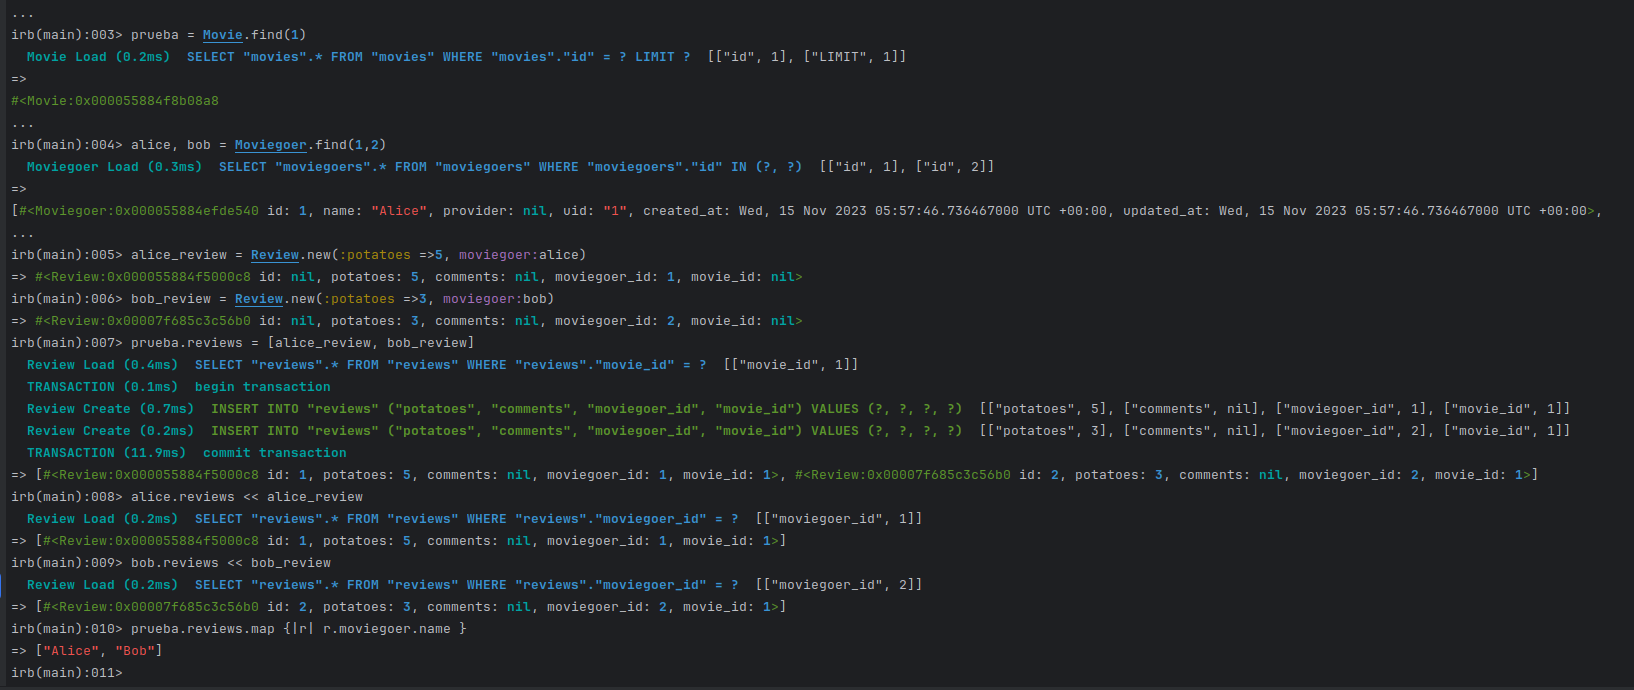 ...
irb(main):003> prueba = Movie.find(1)
  Movie Load (0.2ms)  SELECT "movies".* FROM "movies" WHERE "movies"."id" = ? LIMIT ?  [["id", 1], ["LIMIT", 1]]
=>
#<Movie:0x000055884f8b08a8
...
irb(main):004> alice, bob = Moviegoer.find(1,2)
  Moviegoer Load (0.3ms)  SELECT "moviegoers".* FROM "moviegoers" WHERE "moviegoers"."id" IN (?, ?)  [["id", 1], ["id", 2]]
=>
[#<Moviegoer:0x000055884efde540 id: 1, name: "Alice", provider: nil, uid: "1", created_at: Wed, 15 Nov 2023 05:57:46.736467000 UTC +00:00, updated_at: Wed, 15 Nov 2023 05:57:46.736467000 UTC +00:00>,
...
irb(main):005> alice_review = Review.new(:potatoes =>5, moviegoer:alice)
=> #<Review:0x000055884f5000c8 id: nil, potatoes: 5, comments: nil, moviegoer_id: 1, movie_id: nil>
irb(main):006> bob_review = Review.new(:potatoes =>3, moviegoer:bob)
=> #<Review:0x00007f685c3c56b0 id: nil, potatoes: 3, comments: nil, moviegoer_id: 2, movie_id: nil>
irb(main):007> prueba.reviews = [alice_review, bob_review]
  Review Load (0.4ms)  SELECT "reviews".* FROM "reviews" WHERE "reviews"."movie_id" = ?  [["movie_id", 1]]
  TRANSACTION (0.1ms)  begin transaction
  Review Create (0.7ms)  INSERT INTO "reviews" ("potatoes", "comments", "moviegoer_id", "movie_id") VALUES (?, ?, ?, ?)  [["potatoes", 5], ["comments", nil], ["moviegoer_id", 1], ["movie_id", 1]]
  Review Create (0.2ms)  INSERT INTO "reviews" ("potatoes", "comments", "moviegoer_id", "movie_id") VALUES (?, ?, ?, ?)  [["potatoes", 3], ["comments", nil], ["moviegoer_id", 2], ["movie_id", 1]]
  TRANSACTION (11.9ms)  commit transaction
=> [#<Review:0x000055884f5000c8 id: 1, potatoes: 5, comments: nil, moviegoer_id: 1, movie_id: 1>, #<Review:0x00007f685c3c56b0 id: 2, potatoes: 3, comments: nil, moviegoer_id: 2, movie_id: 1>]
irb(main):008> alice.reviews << alice_review
  Review Load (0.2ms)  SELECT "reviews".* FROM "reviews" WHERE "reviews"."moviegoer_id" = ?  [["moviegoer_id", 1]]
=> [#<Review:0x000055884f5000c8 id: 1, potatoes: 5, comments: nil, moviegoer_id: 1, movie_id: 1>]
irb(main):009> bob.reviews << bob_review
  Review Load (0.2ms)  SELECT "reviews".* FROM "reviews" WHERE "reviews"."moviegoer_id" = ?  [["moviegoer_id", 2]]
=> [#<Review:0x00007f685c3c56b0 id: 2, potatoes: 3, comments: nil, moviegoer_id: 2, movie_id: 1>]
irb(main):010> prueba.reviews.map {|r| r.moviegoer.name }
=> ["Alice", "Bob"]
irb(main):011>